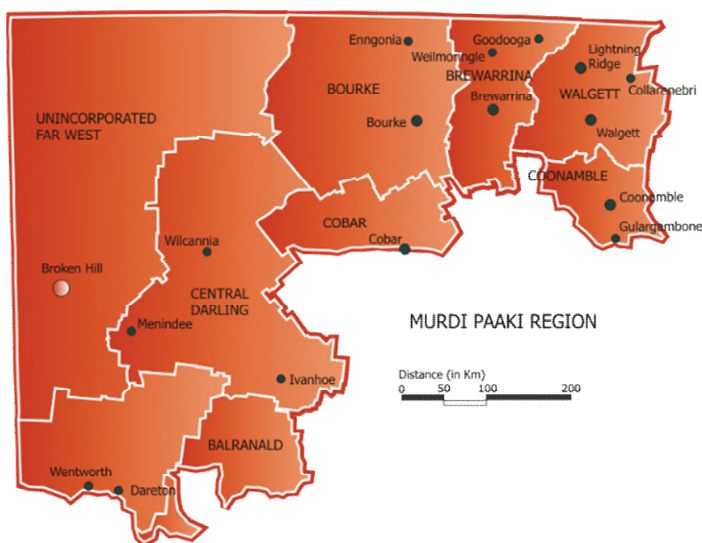 Enngonia
Goodooga
Weilmoringle
Lightning
Ridge
BREWARRINA
Collarenebri
BOURKE
WALGETT
Brewarrina
UNINCORPORATED
FAR WEST
Bourke
Walgett
COONAMBLE
Coonamble
COBAR
Gulargambone
Wilcannia
Cobar
Broken Hill
CENTRAL
DARLING
Menindee
MURDI PAAKI REGION
Ivanhoe
Distance (in Km)
0 50 100 200
BALRANALD
Wentworth
Dareton